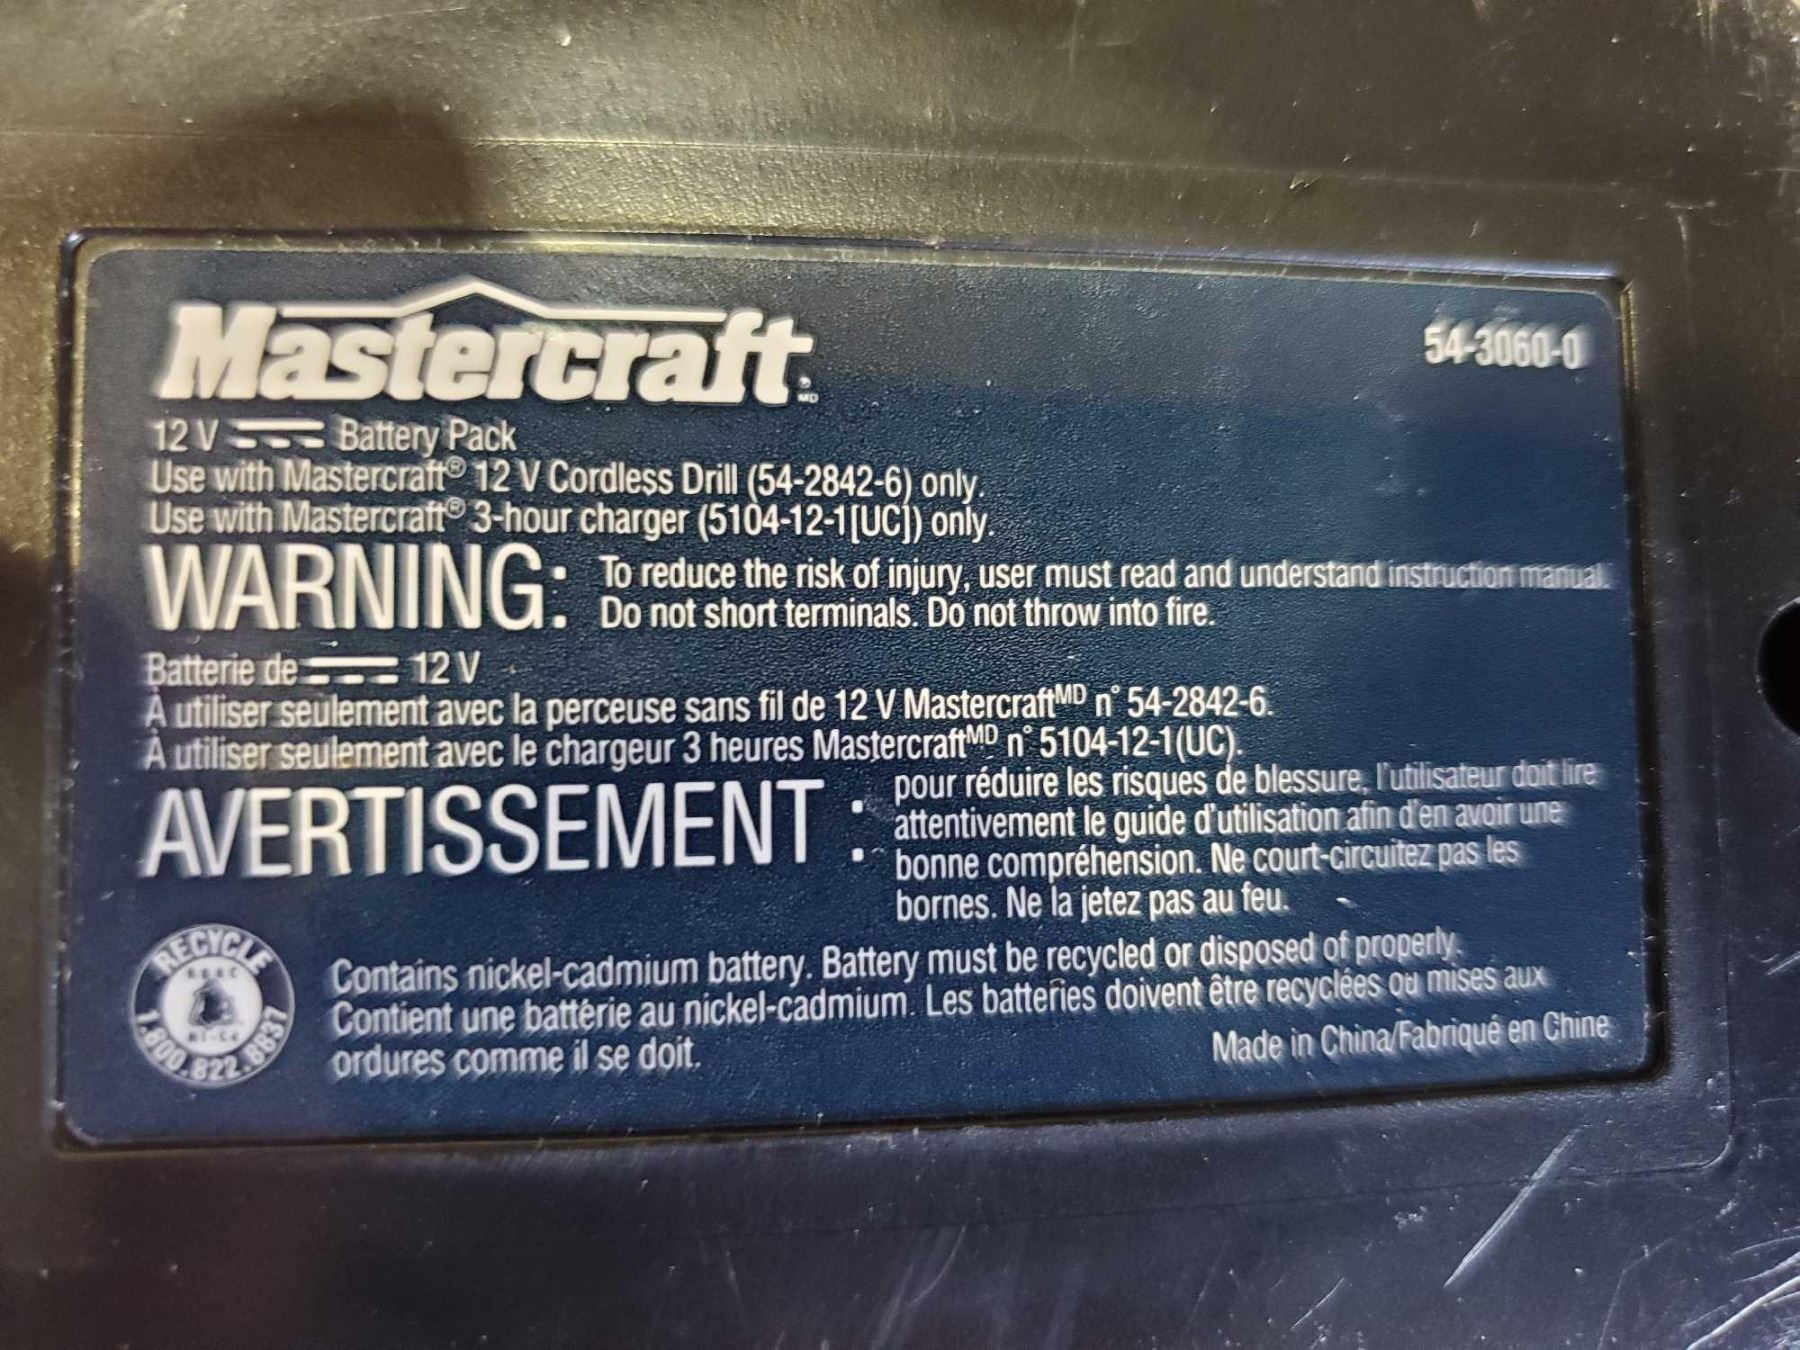 Mastercraft MD
54-3060-0
12 V Battery Pack
Use with Mastercraft® 12 V Cordless Drill (54-2842-6) only.
Use with Mastercraft® 3-hour charger (5104-12-1[UC]) only.
WARNING: To reduce the risk of injury, user must read and understand instruction manual.
Do not short terminals. Do not throw into fire.
Batterie de 12 V
À utiliser seulement avec la perceuse sans fil de 12 V MastercraftMD n° 54-2842-6.
À utiliser seulement avec le chargeur 3 heures MastercraftMD n° 5104-12-1(UC).
AVERTISSEMENT : pour réduire les risques de blessure, l'utilisateur doit lire
attentivement le guide d'utilisation afin d'en avoir une
bonne compréhension. Ne court-circuitez pas les
bornes. Ne la jetez pas au feu.
RECYCLE
1.800.822.8837
Contains nickel-cadmium battery. Battery must be recycled or disposed of properly.
Contient une battérie au nickel-cadmium. Les batteries doivent être recyclées ou mises aux
ordures comme il se doit.
Made in China/Fabriqué en Chine